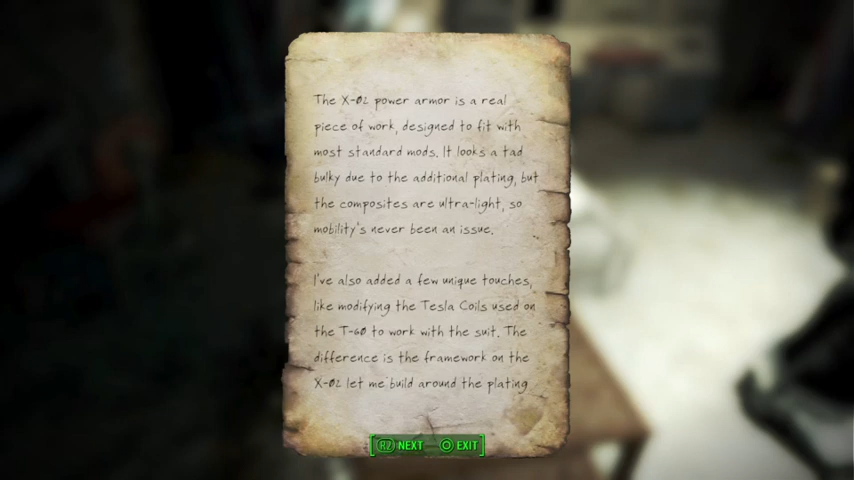 The X-02 power armor is a real
piece of work, designed to fit with
most standard mods. It looks a tad
bulky due to the additional plating, but
the composites are ultra-light, so
mobility's never been an issue.
I've also added a few unique touches,
like modifying the Tesla Coils used on
the T-60 to work with the suit. The
difference is the framework on the
X-02 let me build around the plating
R2 NEXT EXIT